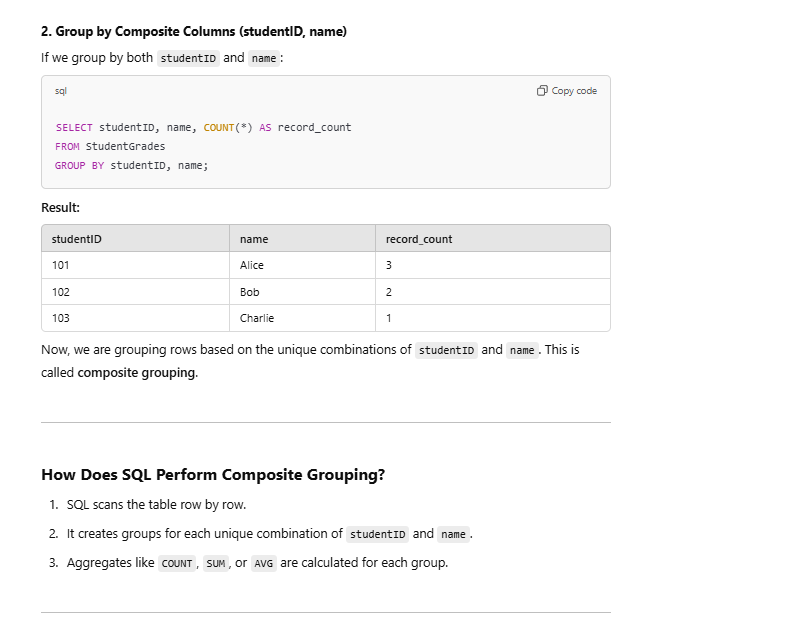 2. Group by Composite Columns (studentID, name)
If we group by both studentID and name :
sql
Copy code
SELECT studentID, name, COUNT(*) AS record_count
FROM StudentGrades
GROUP BY studentID, name;
Result:
studentID name record_count
101 Alice 3
102 Bob 2
103 Charlie 1
Now, we are grouping rows based on the unique combinations of studentID and name . This is
called composite grouping.
How Does SQL Perform Composite Grouping?
1. SQL scans the table row by row.
2. It creates groups for each unique combination of studentID and name .
3. Aggregates like COUNT , SUM , or AVG are calculated for each group.